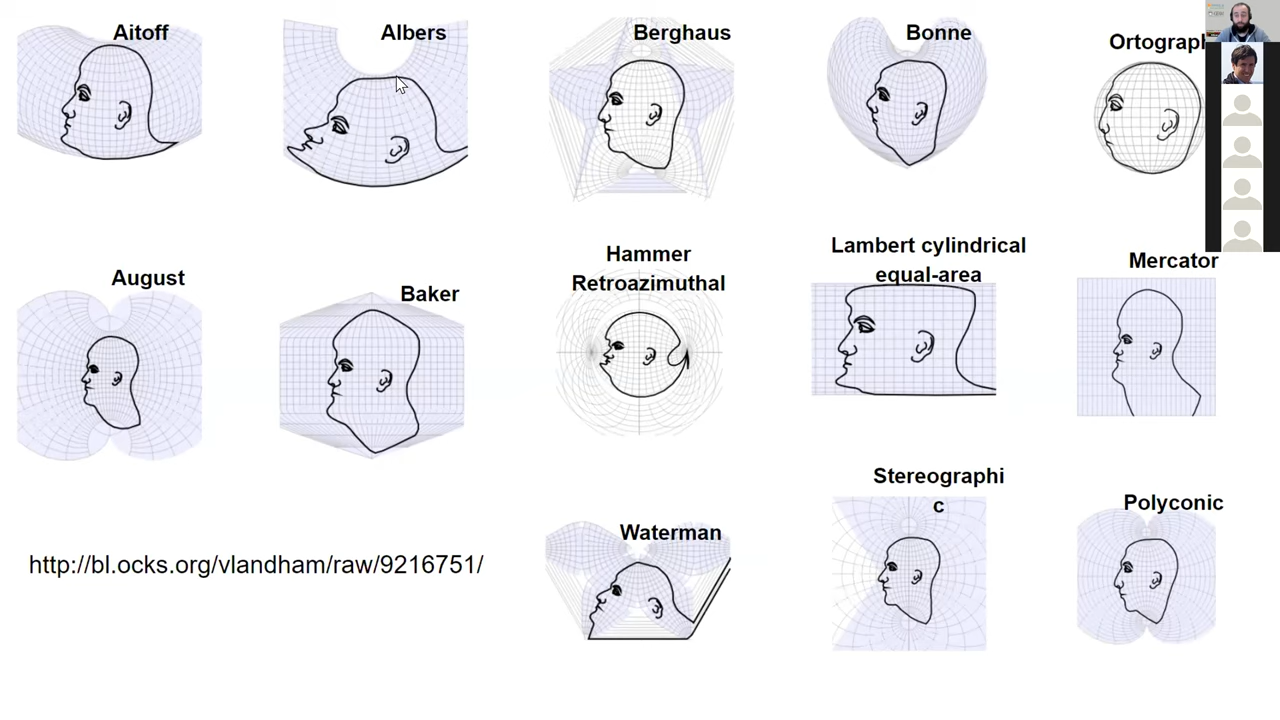 Aitoff
Albers
Berghaus
Bonne
Ortograph
August
Baker
Hammer
Retroazimuthal
Lambert cylindrical
equal-area
Mercator
Waterman
Stereographi
c
Polyconic
http://bl.ocks.org/vlandham/raw/9216751/